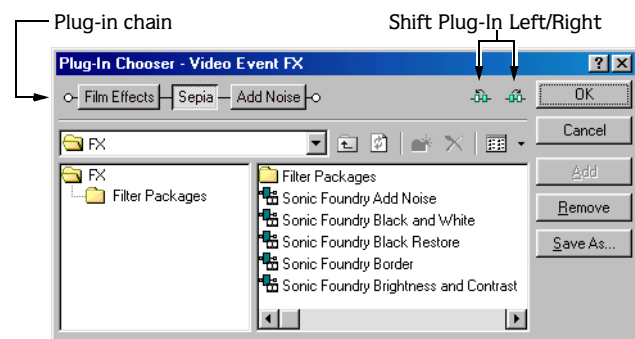 Plug-in chain
Shift Plug-In Left/Right
Plug-In Chooser - Video Event FX
Film Effects
Sepia
Add Noise
OK
FX
Cancel
FX
Filter Packages
Filter Packages
Sonic Foundry Add Noise
Sonic Foundry Black and White
Sonic Foundry Black Restore
Sonic Foundry Border
Sonic Foundry Brightness and Contrast
Add
Remove
Save As...